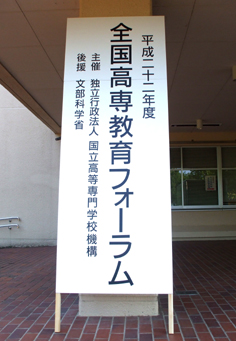 平成二十二年度
全国高専教育フォーラム
主催 独立行政法人 国立高等専門学校機構
後援 文部科学省